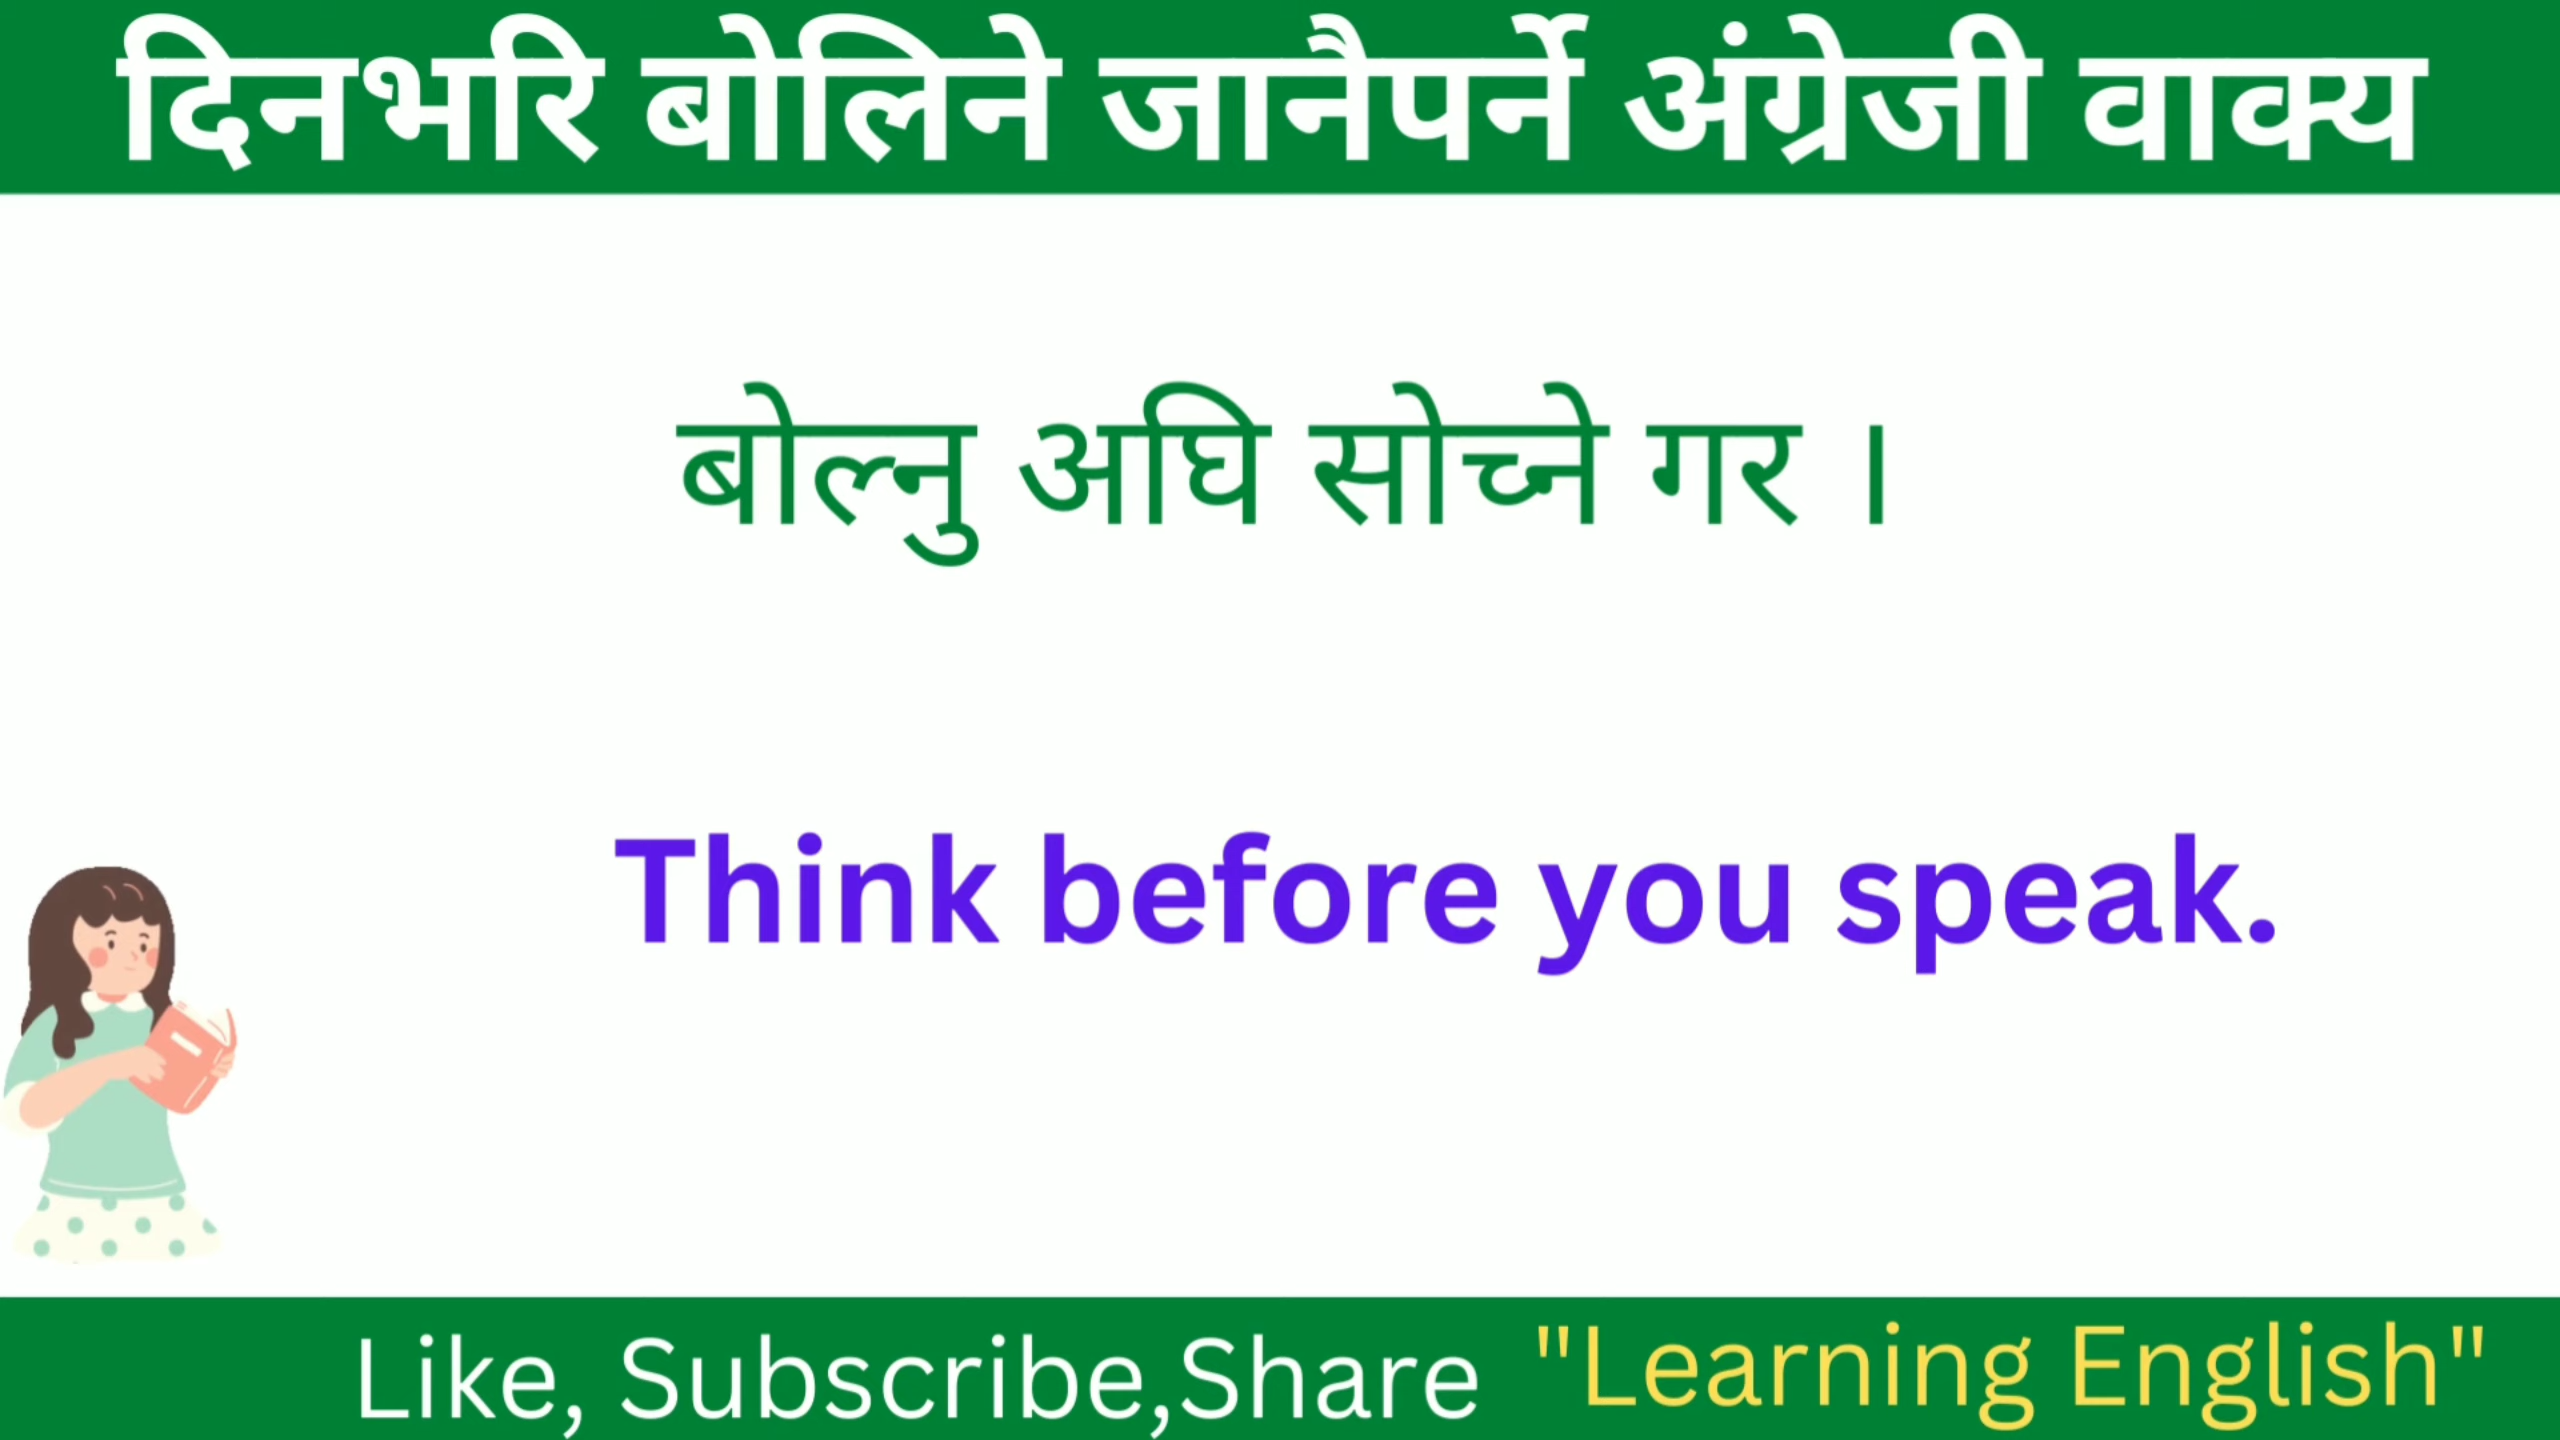 दिनभरि बोलिने जानैपर्ने अंग्रेजी वाक्य
बोल्नु अघि सोच्ने गर ।
Think before you speak.
Like, Subscribe,Share "Learning English"